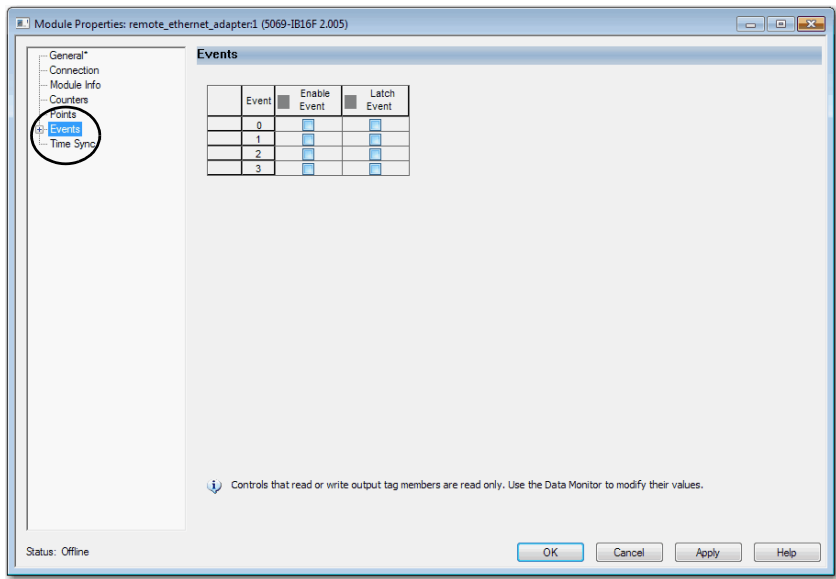 Module Properties: remote_ethernet_adapter:1 (5069-IB16F 2.005)
General*
Connection
Module Info
Counters
Points
Events
Time Sync
Events
Event Enable Event Latch Event
0
1
2
3
Controls that read or write output tag members are read only. Use the Data Monitor to modify their values.
Status: Offline
OK Cancel Apply Help